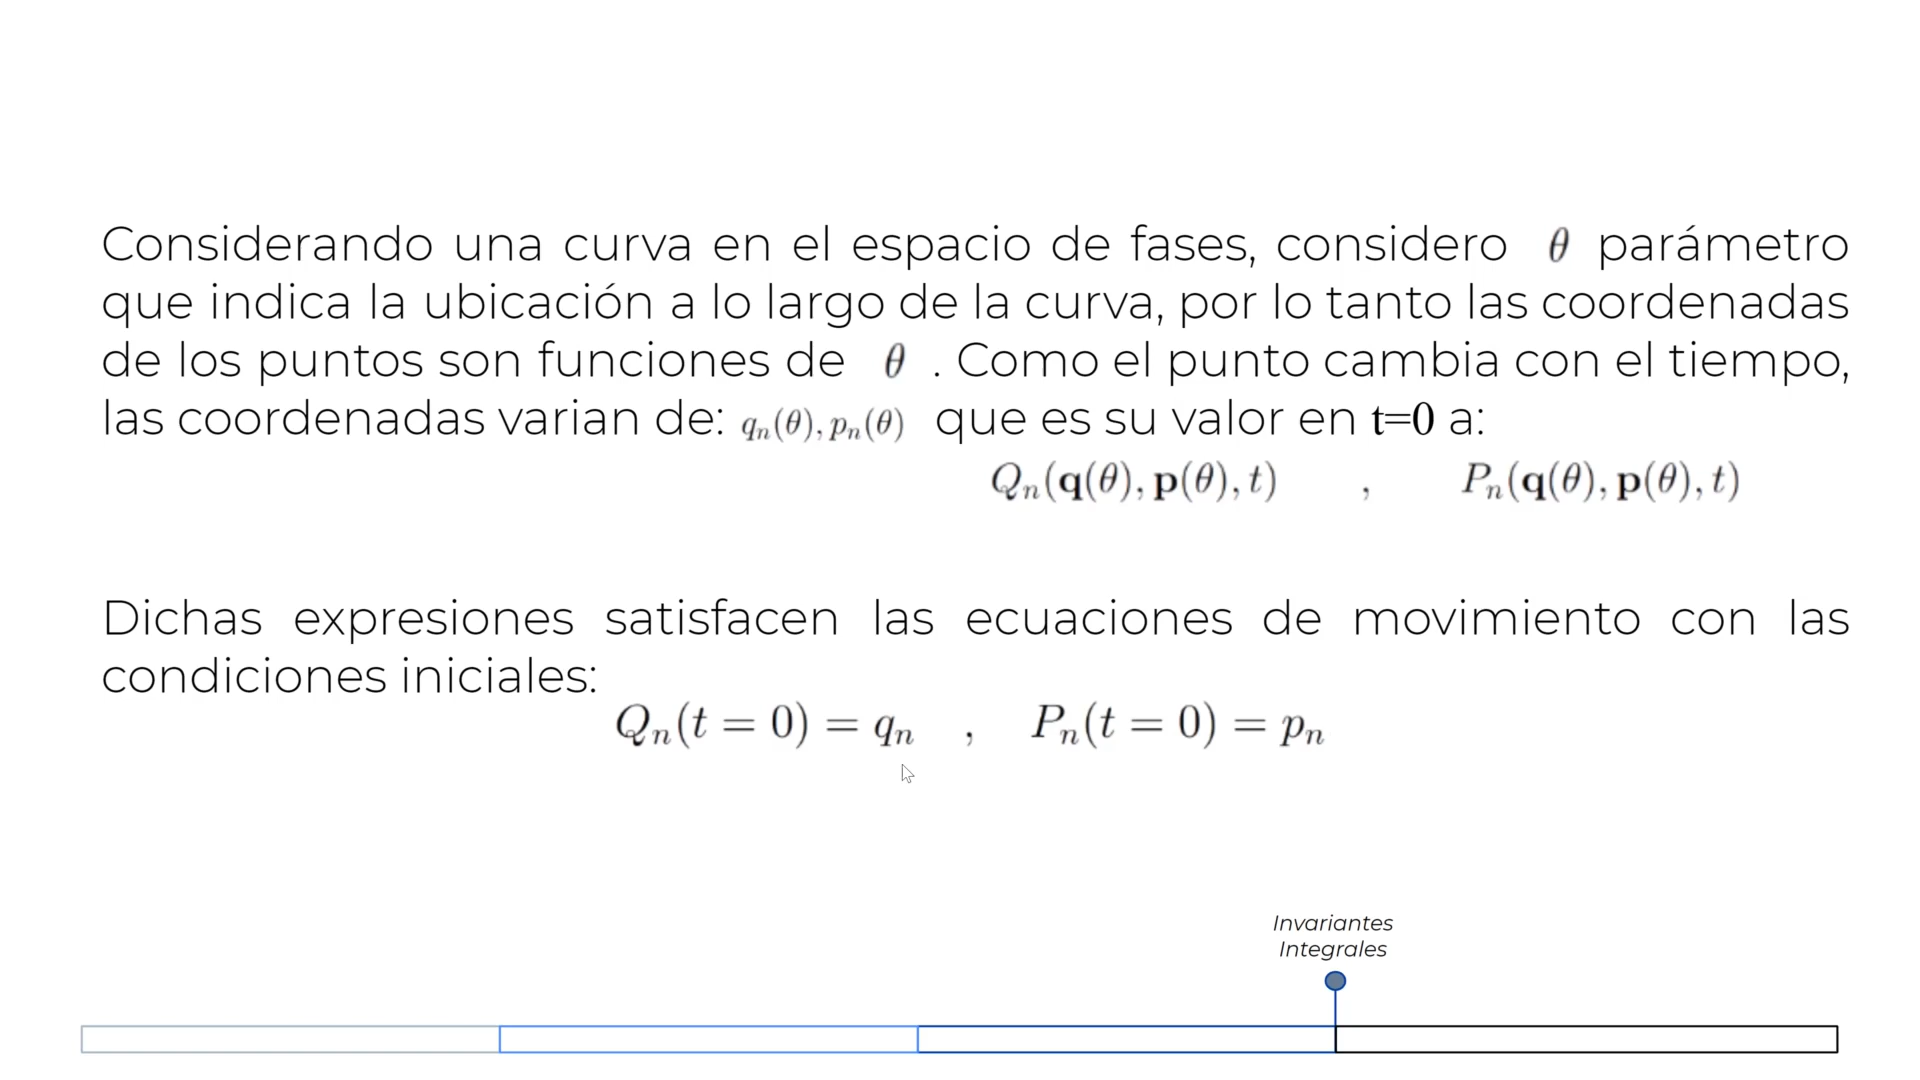 Considerando una curva en el espacio de fases, considero θ parámetro
que indica la ubicación a lo largo de la curva, por lo tanto las coordenadas
de los puntos son funciones de θ . Como el punto cambia con el tiempo,
las coordenadas varian de: qₙ(θ), pₙ(θ) que es su valor en t=0 a:
Qₙ(𝐪(θ), 𝐩(θ), t) , Pₙ(𝐪(θ), 𝐩(θ), t)
Dichas expresiones satisfacen las ecuaciones de movimiento con las
condiciones iniciales:
Qₙ(t = 0) = qₙ , Pₙ(t = 0) = pₙ
Invariantes
Integrales